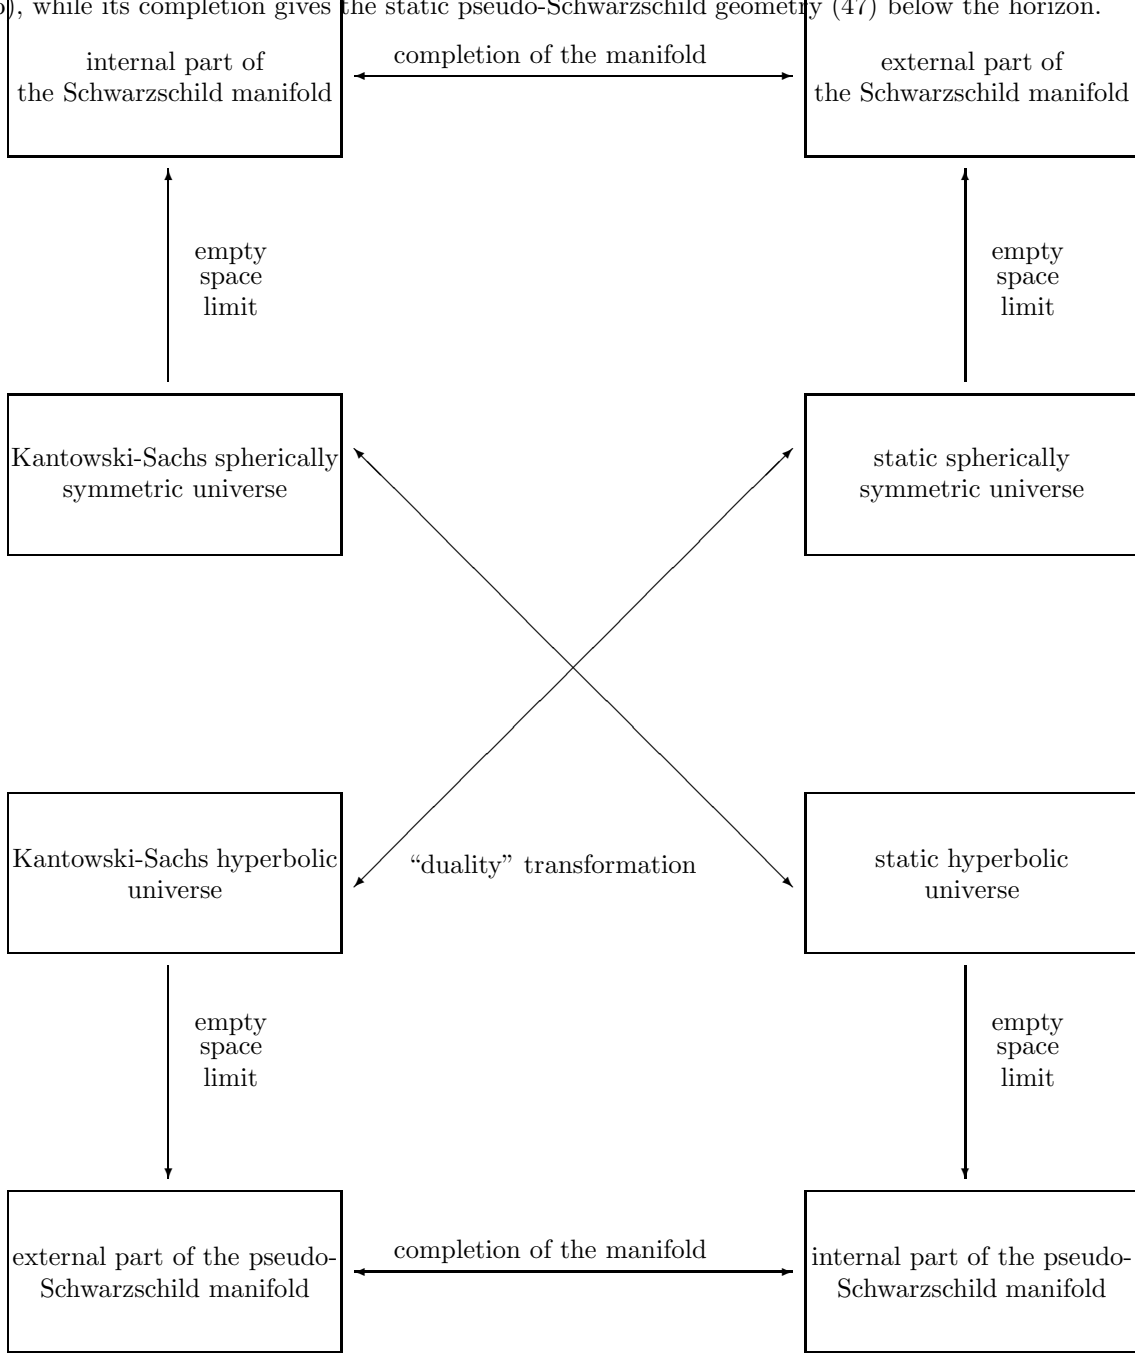 ), while its completion gives the static pseudo-Schwarzschild geometry (47) below the horizon.
internal part of
the Schwarzschild manifold
completion of the manifold
external part of
the Schwarzschild manifold
empty
space
limit
empty
space
limit
Kantowski-Sachs spherically
symmetric universe
static spherically
symmetric universe
Kantowski-Sachs hyperbolic
universe
“duality” transformation
static hyperbolic
universe
empty
space
limit
empty
space
limit
external part of the pseudo-
Schwarzschild manifold
completion of the manifold
internal part of the pseudo-
Schwarzschild manifold